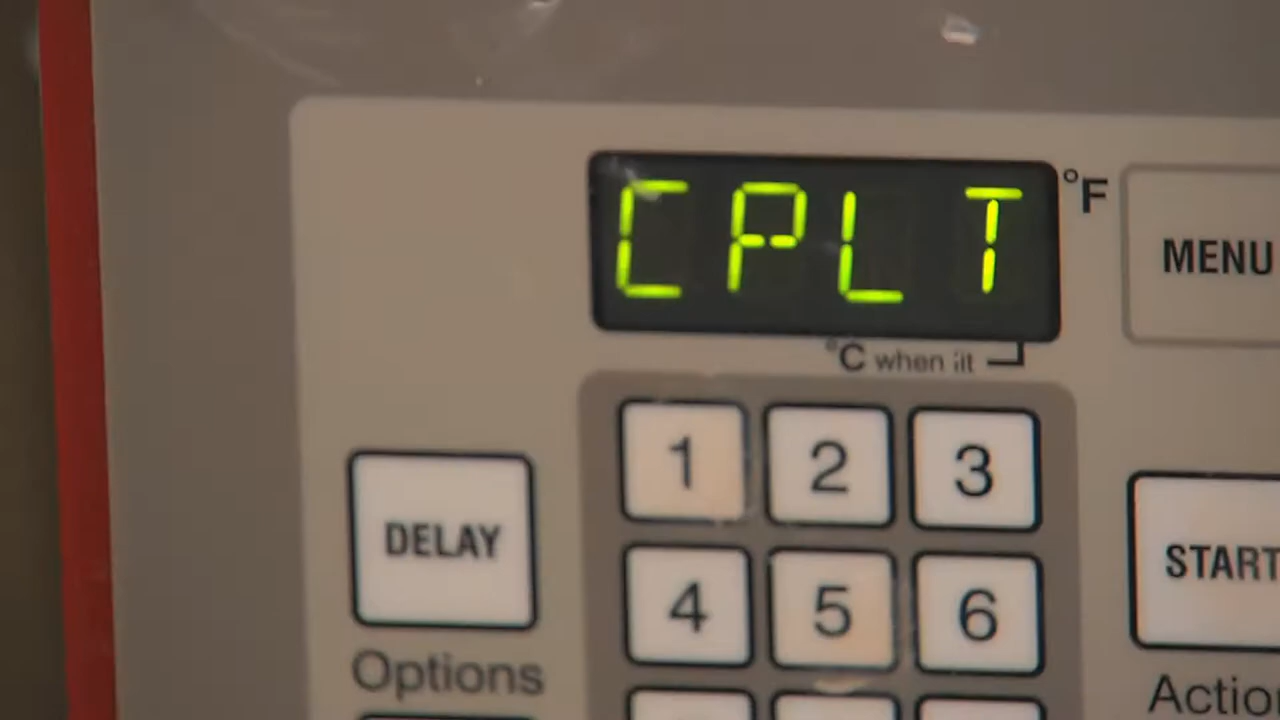 CPLT
°F
MENU
°C when lit
1 2 3
DELAY
START
4 5 6
Options
Actio